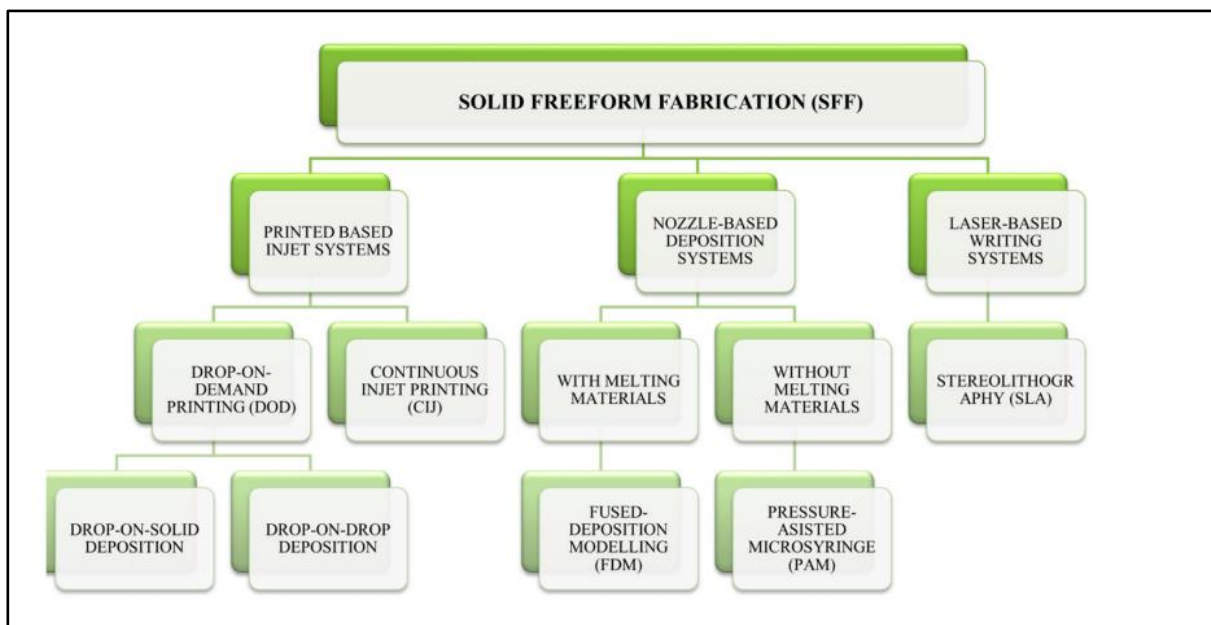 SOLID FREEFORM FABRICATION (SFF)
PRINTED BASED
INJET SYSTEMS
NOZZLE-BASED
DEPOSITION
SYSTEMS
LASER-BASED
WRITING
SYSTEMS
DROP-ON-
DEMAND
PRINTING (DOD)
CONTINUOUS
INJET PRINTING
(CIJ)
WITH MELTING
MATERIALS
WITHOUT
MELTING
MATERIALS
STEREOLITHOGR
APHY (SLA)
DROP-ON-SOLID
DEPOSITION
DROP-ON-DROP
DEPOSITION
FUSED-
DEPOSITION
MODELLING
(FDM)
PRESSURE-
ASISTED
MICROSYRINGE
(PAM)